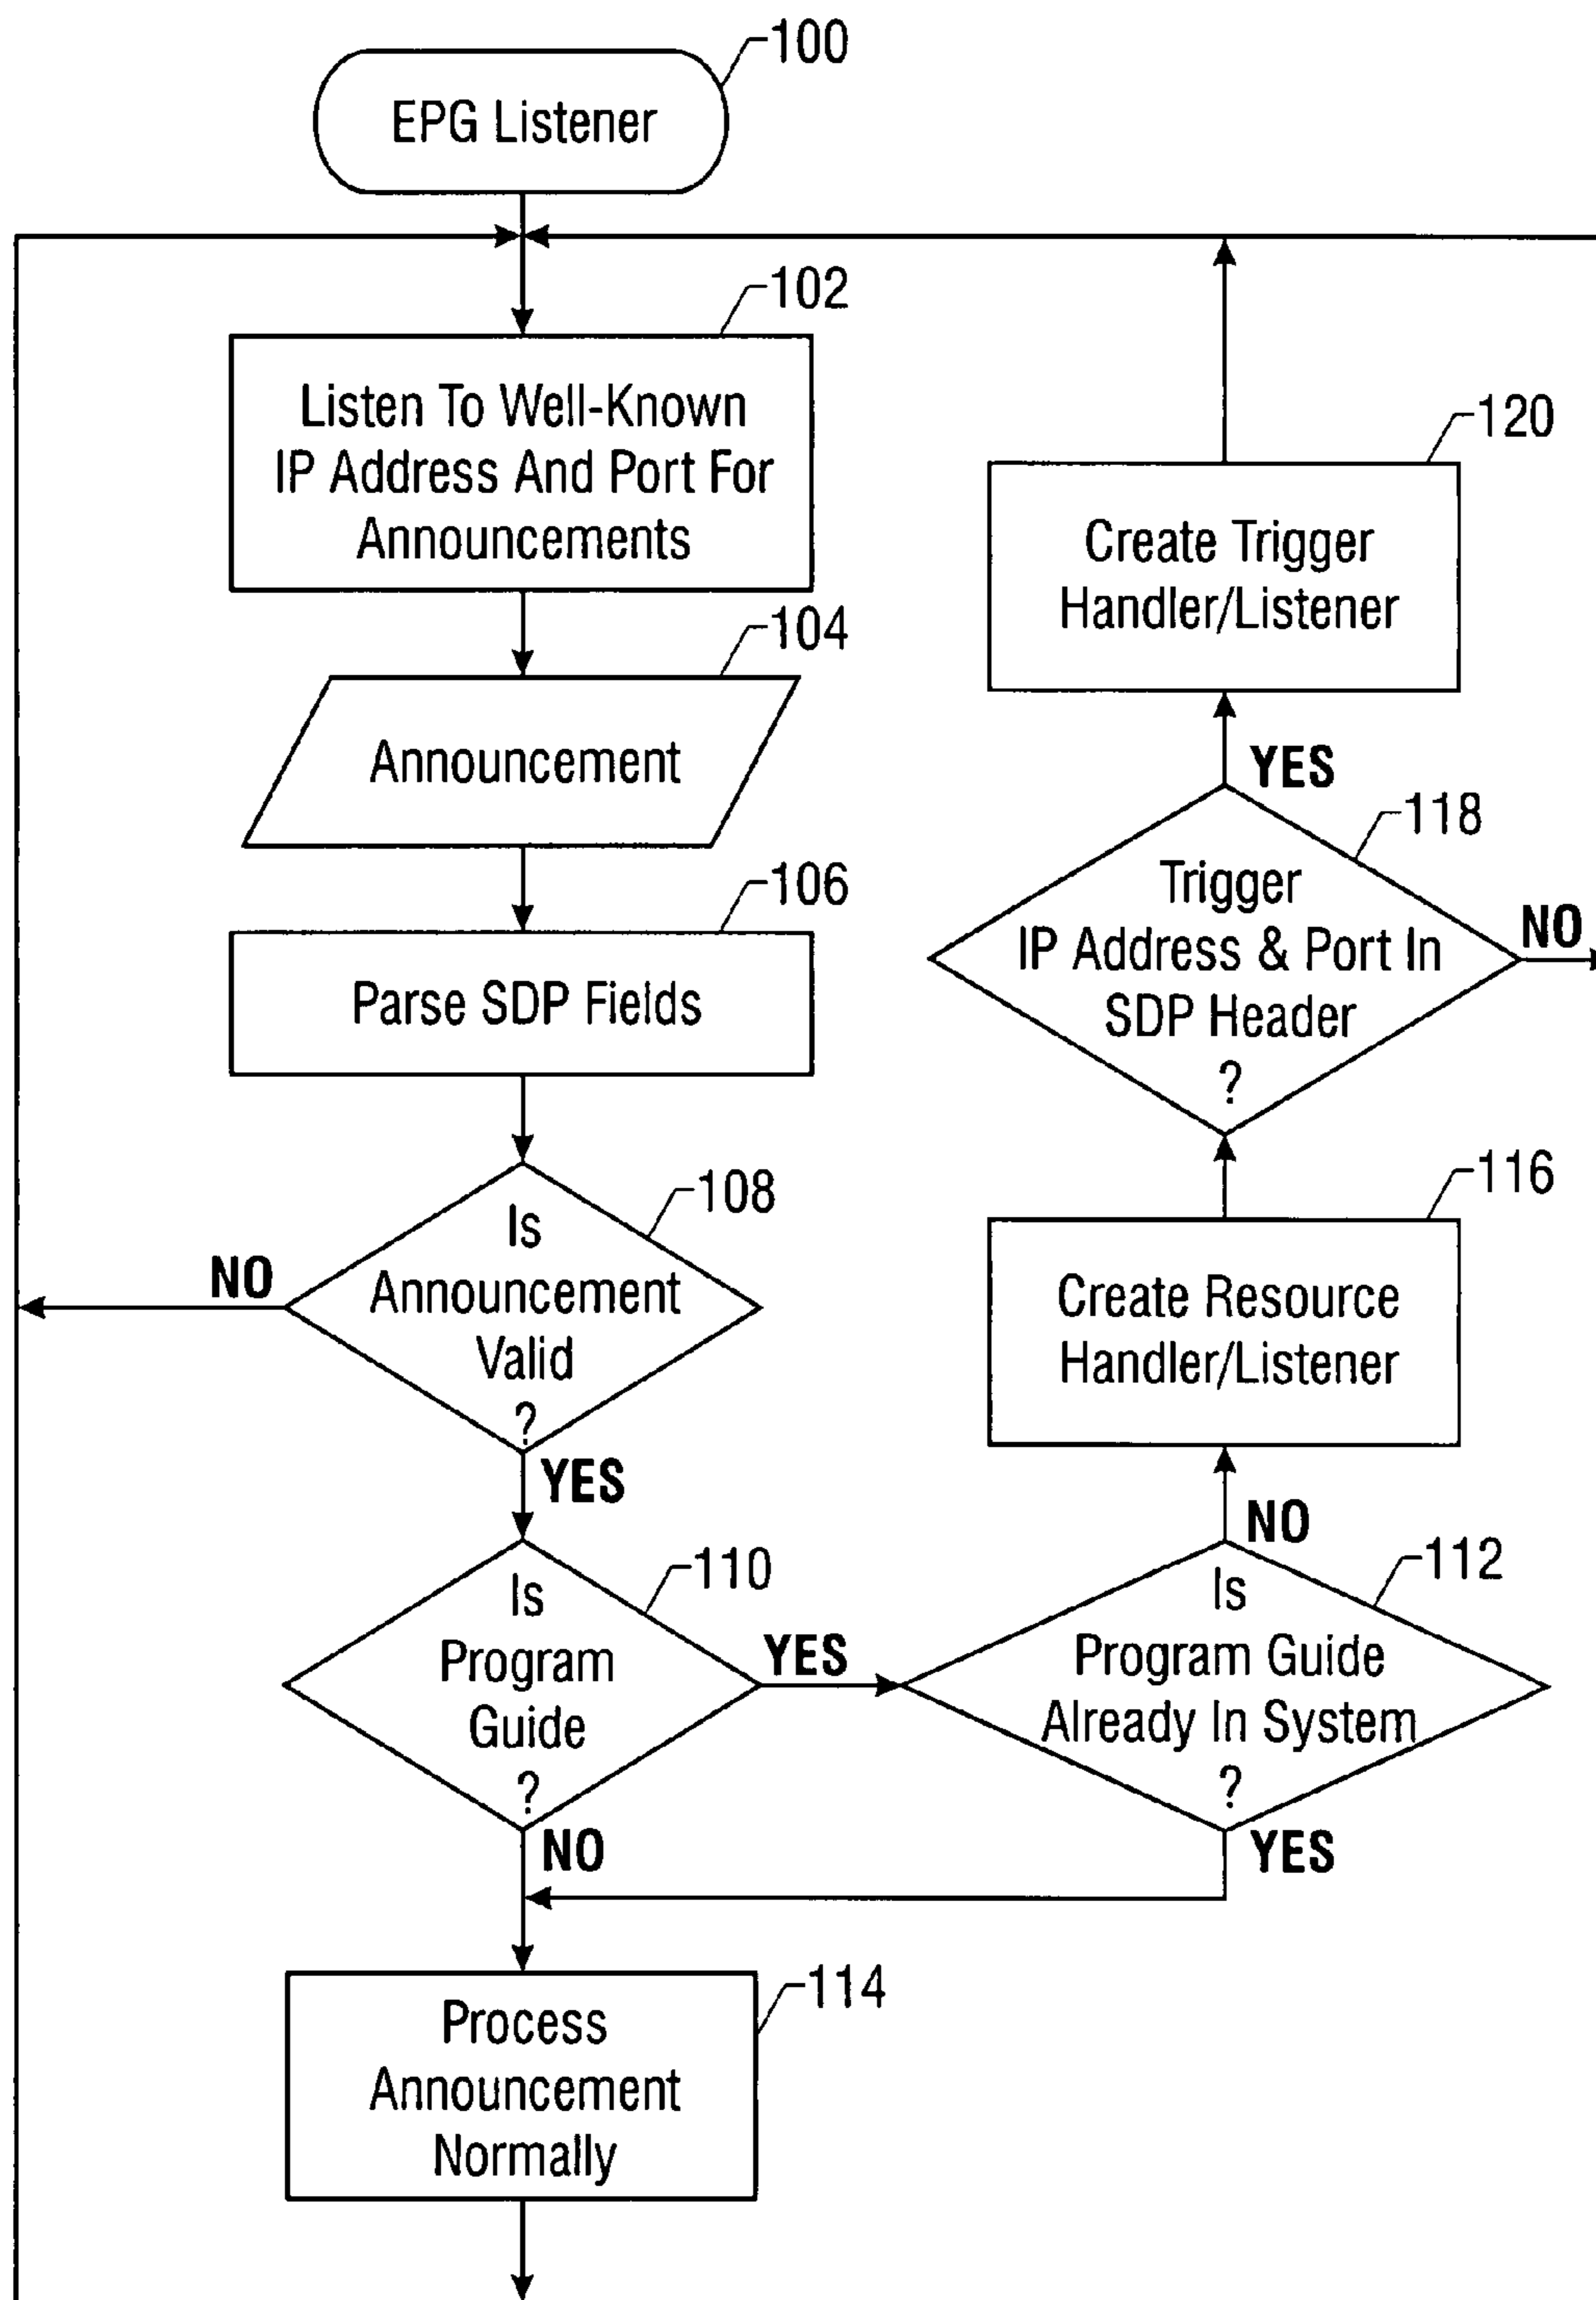 100
EPG Listener
102
Listen To Well-Known
IP Address And Port For
Announcements
104
Announcement
106
Parse SDP Fields
108
Is
Announcement
Valid
?
NO
YES
110
Is
Program
Guide
?
YES
NO
112
Is
Program Guide
Already In System
?
NO
YES
114
Process
Announcement
Normally
116
Create Resource
Handler/Listener
118
Trigger
IP Address & Port In
SDP Header
?
NO
YES
120
Create Trigger
Handler/Listener